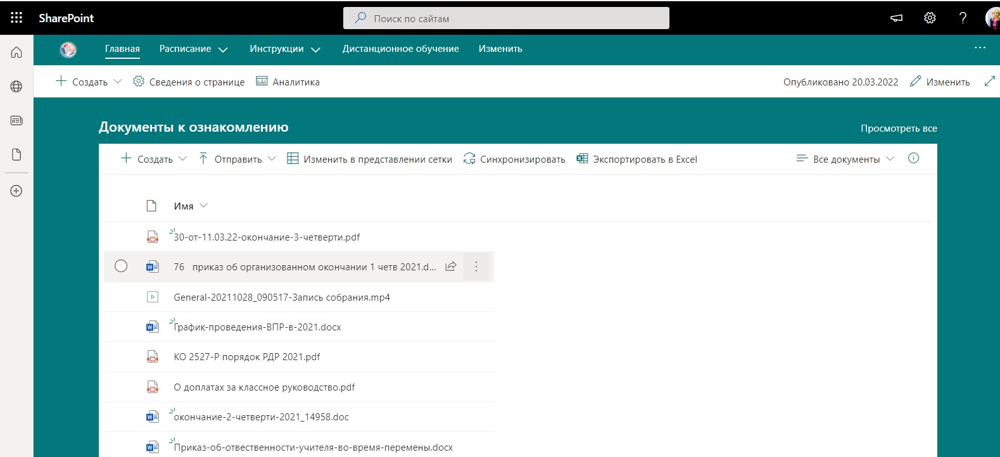 SharePoint
Поиск по сайтам
?
Главная Расписание Инструкции Дистанционное обучение Изменить ...
Создать Сведения о странице Аналитика Опубликовано 20.03.2022 Изменить
Документы к ознакомлению Просмотреть все
Создать Отправить Изменить в представлении сетки Синхронизировать Экспортировать в Excel Все документы
Имя
30-от-11.03.22-окончание-3-четверти.pdf
76 приказ об организованном окончании 1 четв 2021.d...
General-20211028_090517-Запись собрания.mp4
График-проведения-ВПР-в-2021.docx
КО 2527-Р порядок РДР 2021.pdf
О доплатах за классное руководство.pdf
окончание-2-четверти-2021_14958.doc
Приказ-об-отвественности-учителя-во-время-перемены.docx